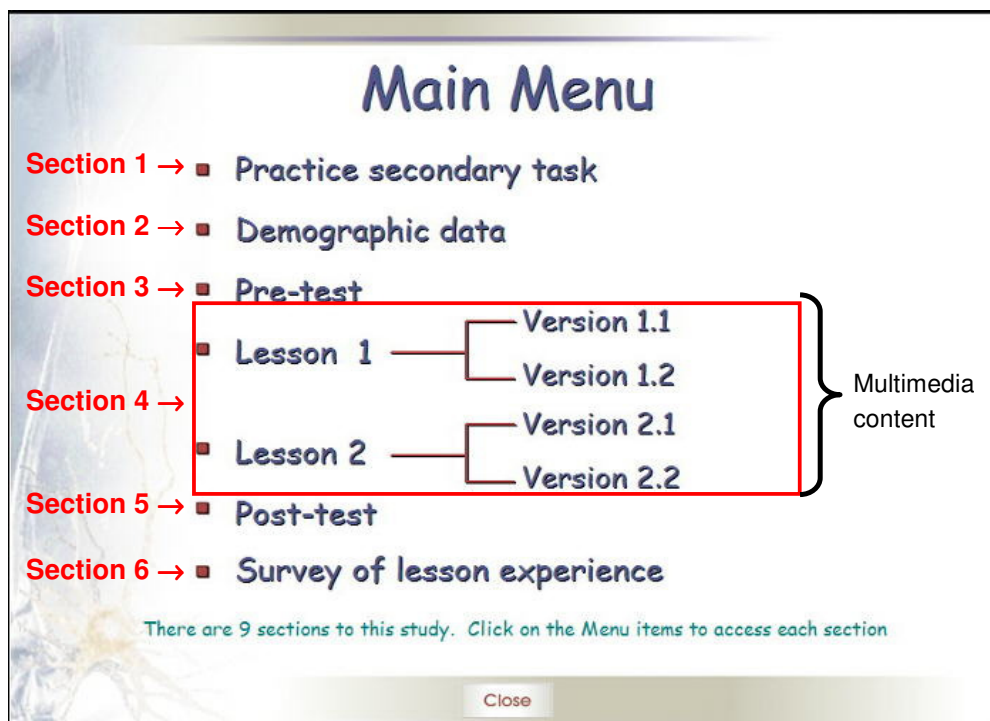 Main Menu
Section 1 → Practice secondary task
Section 2 → Demographic data
Section 3 → Pre-test
Version 1.1
Lesson 1
Version 1.2
Section 4 →
Multimedia
content
Version 2.1
Lesson 2
Version 2.2
Section 5 → Post-test
Section 6 → Survey of lesson experience
There are 9 sections to this study. Click on the Menu items to access each section
Close